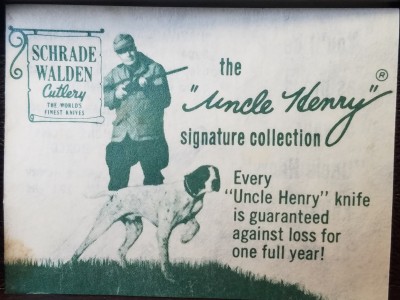 SCHRADE
WALDEN
Cutlery
THE WORLDS
FINEST KNIVES
the
"Uncle Henry"®
signature collection
Every
"Uncle Henry" knife
is guaranteed
against loss for
one full year!